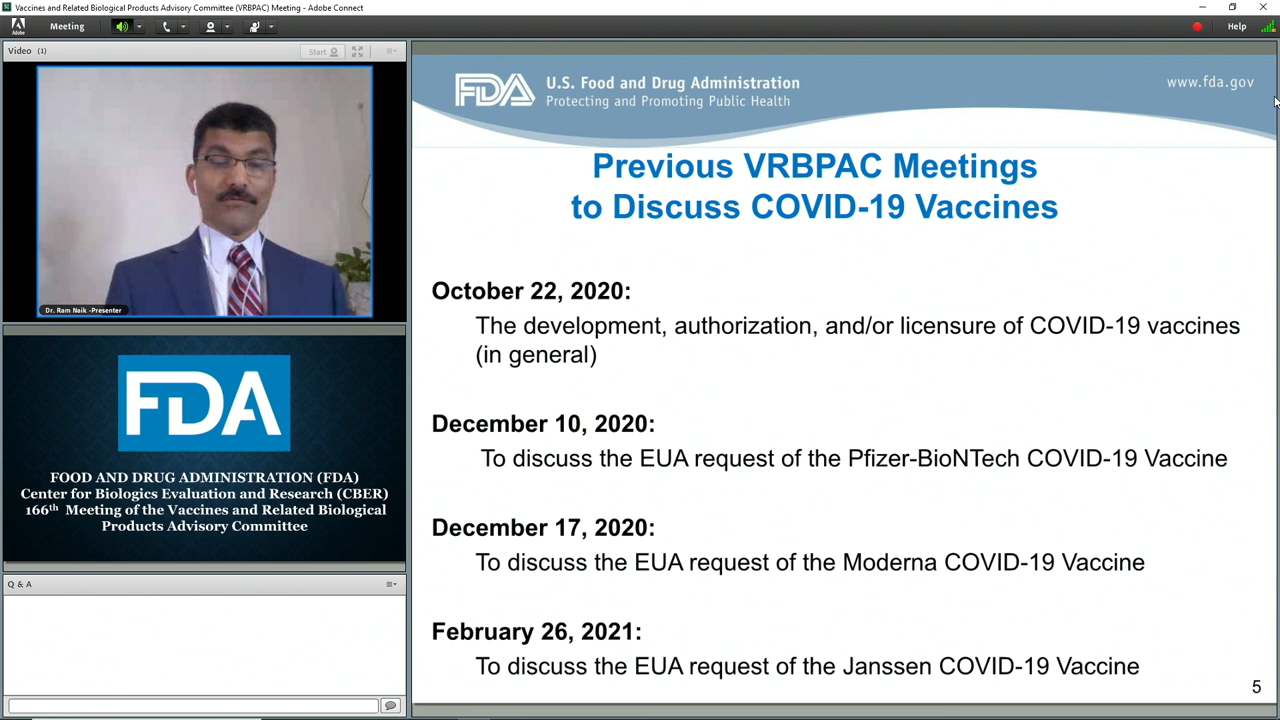 Vaccines and Related Biological Products Advisory Committee (VRBPAC) Meeting - Adobe Connect
Meeting
Help
Video (1)
Start
Dr. Ram Naik -Presenter
FDA
FOOD AND DRUG ADMINISTRATION (FDA)
Center for Biologics Evaluation and Research (CBER)
166th Meeting of the Vaccines and Related Biological
Products Advisory Committee
Q & A
FDA
U.S. Food and Drug Administration
Protecting and Promoting Public Health
www.fda.gov
Previous VRBPAC Meetings
to Discuss COVID-19 Vaccines
October 22, 2020:
The development, authorization, and/or licensure of COVID-19 vaccines
(in general)
December 10, 2020:
To discuss the EUA request of the Pfizer-BioNTech COVID-19 Vaccine
December 17, 2020:
To discuss the EUA request of the Moderna COVID-19 Vaccine
February 26, 2021:
To discuss the EUA request of the Janssen COVID-19 Vaccine
5